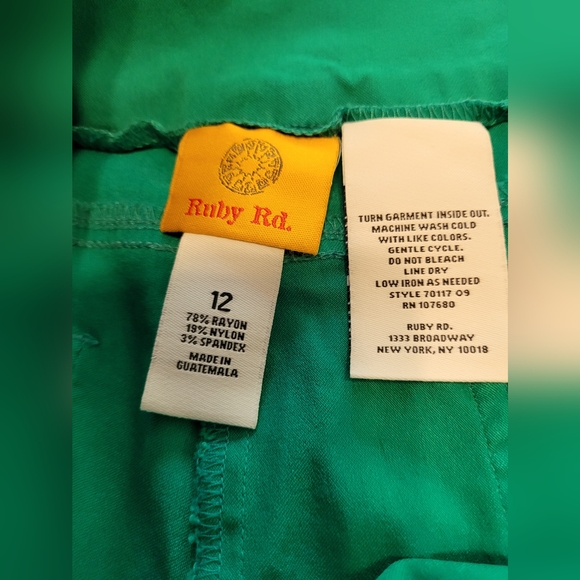 Ruby Rd.
12
78% RAYON
19% NYLON
3% SPANDEX
MADE IN
GUATEMALA
TURN GARMENT INSIDE OUT.
MACHINE WASH COLD
WITH LIKE COLORS.
GENTLE CYCLE.
DO NOT BLEACH
LINE DRY
LOW IRON AS NEEDED
STYLE 70117 09
RN 107680
RUBY RD.
1333 BROADWAY
NEW YORK, NY 10018